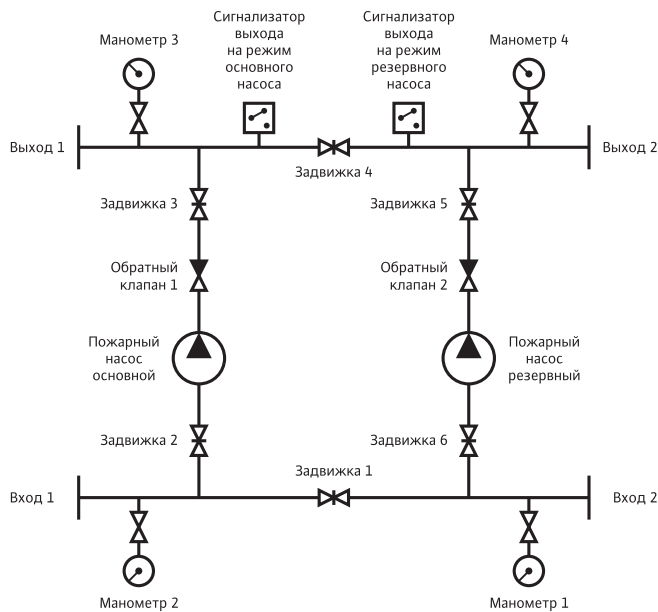 Сигнализатор
выхода
на режим
основного
насоса
Сигнализатор
выхода
на режим
резервного
насоса
Манометр 3
Манометр 4
Выход 1
Выход 2
Задвижка 4
Задвижка 3
Задвижка 5
Обратный
клапан 1
Обратный
клапан 2
Пожарный
насос
основной
Пожарный
насос
резервный
Задвижка 2
Задвижка 6
Задвижка 1
Вход 1
Вход 2
Манометр 2
Манометр 1